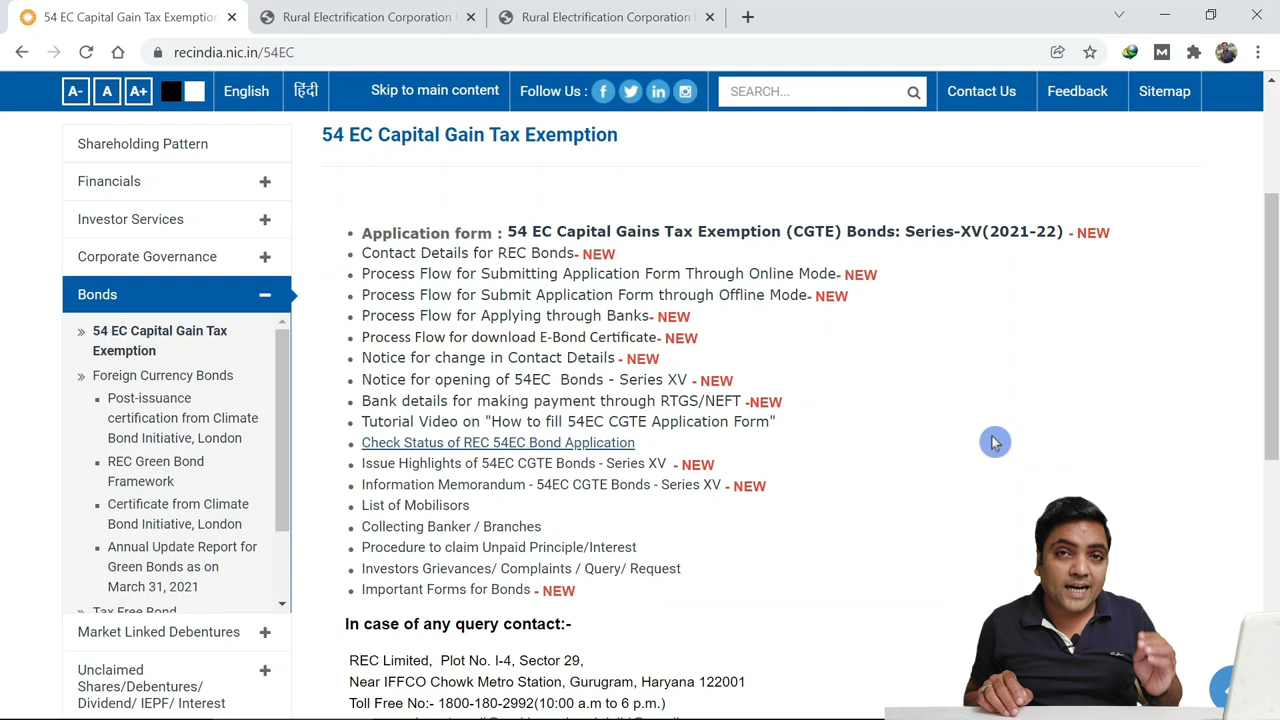 54 EC Capital Gain Tax Exemption
Rural Electrification Corporation
Rural Electrification Corporation
recindia.nic.in/54EC
A- A A+ English हिंदी Skip to main content Follow Us : SEARCH... Contact Us Feedback Sitemap
Shareholding Pattern
Financials
Investor Services
Corporate Governance
Bonds
54 EC Capital Gain Tax
Exemption
Foreign Currency Bonds
Post-issuance
certification from Climate
Bond Initiative, London
REC Green Bond
Framework
Certificate from Climate
Bond Initiative, London
Annual Update Report for
Green Bonds as on
March 31, 2021
Tax Free Bond
Market Linked Debentures
Unclaimed
Shares/Debentures/
Dividend/ IEPF/ Interest
54 EC Capital Gain Tax Exemption
Application form : 54 EC Capital Gains Tax Exemption (CGTE) Bonds: Series-XV(2021-22) - NEW
Contact Details for REC Bonds- NEW
Process Flow for Submitting Application Form Through Online Mode- NEW
Process Flow for Submit Application Form through Offline Mode- NEW
Process Flow for Applying through Banks- NEW
Process Flow for download E-Bond Certificate- NEW
Notice for change in Contact Details - NEW
Notice for opening of 54EC Bonds - Series XV - NEW
Bank details for making payment through RTGS/NEFT -NEW
Tutorial Video on "How to fill 54EC CGTE Application Form"
Check Status of REC 54EC Bond Application
Issue Highlights of 54EC CGTE Bonds - Series XV - NEW
Information Memorandum - 54EC CGTE Bonds - Series XV - NEW
List of Mobilisors
Collecting Banker / Branches
Procedure to claim Unpaid Principle/Interest
Investors Grievances/ Complaints / Query/ Request
Important Forms for Bonds - NEW
In case of any query contact:-
REC Limited, Plot No. I-4, Sector 29,
Near IFFCO Chowk Metro Station, Gurugram, Haryana 122001
Toll Free No:- 1800-180-2992(10:00 a.m to 6 p.m.)